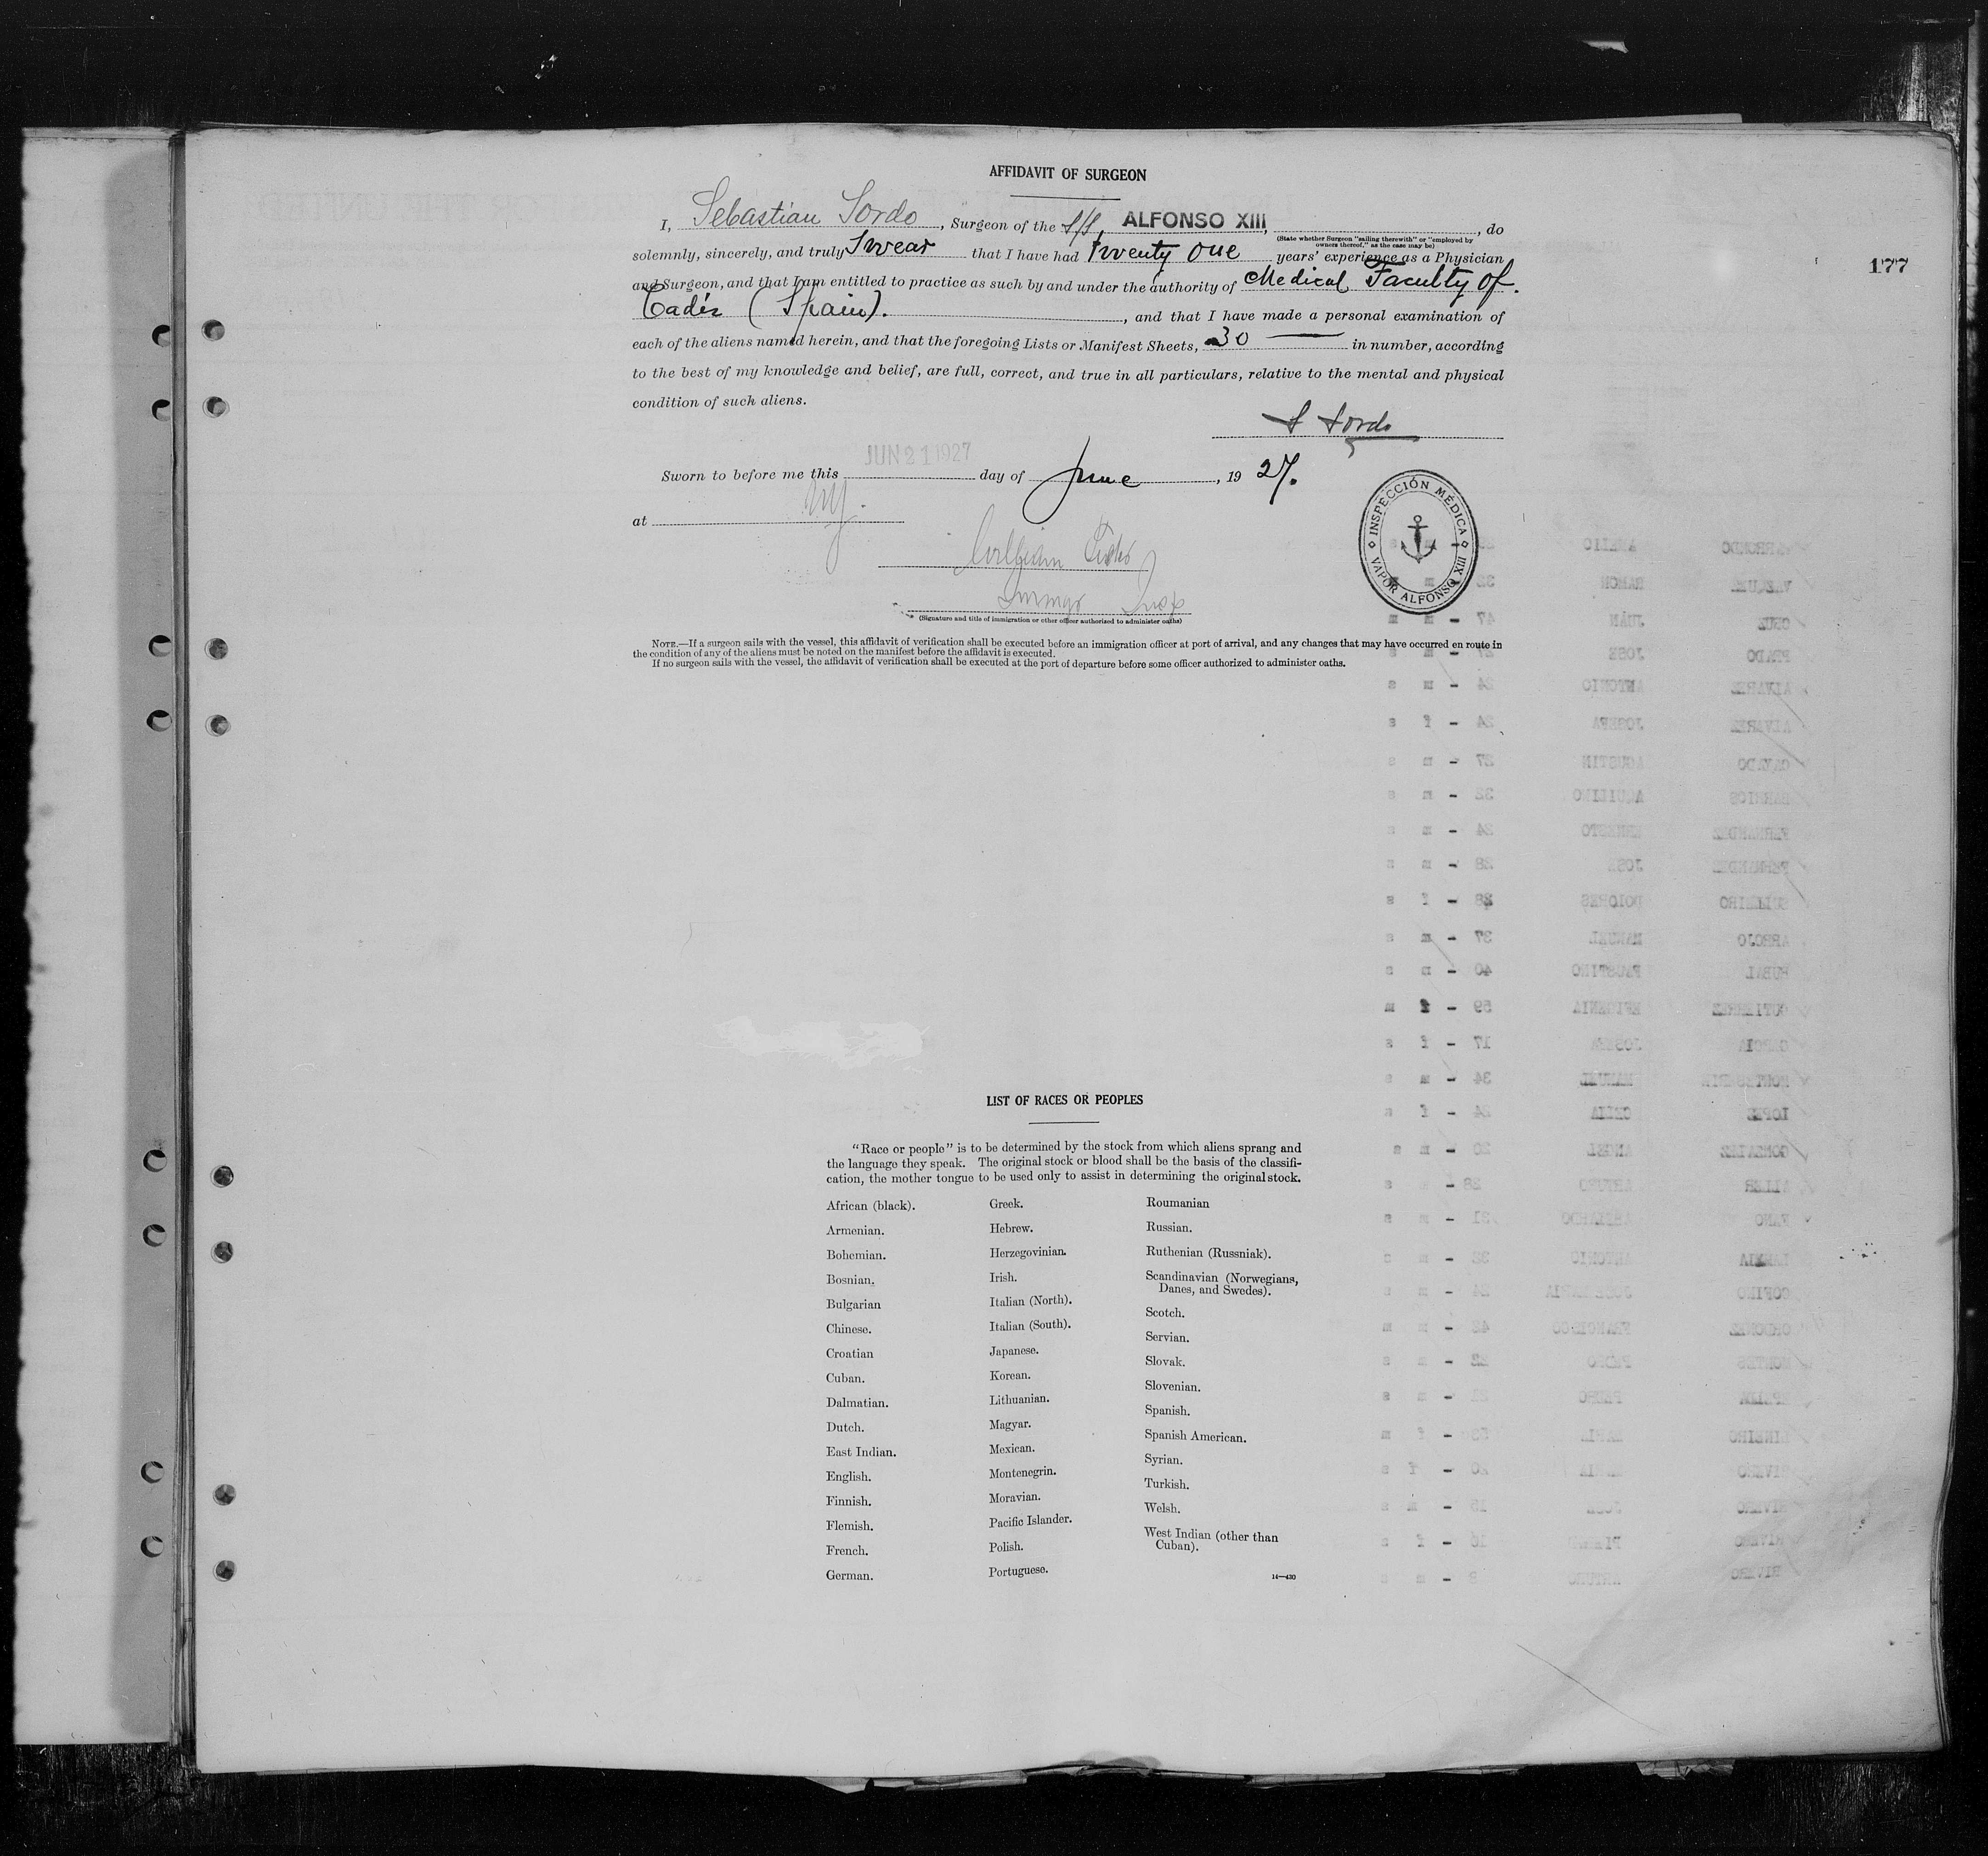 AFFIDAVIT OF SURGEON
I, Sebastian Sordo, Surgeon of the S/S, ALFONSO XIII, , do
(State whether Surgeon "sailing therewith" or "employed by
owners thereof," as the case may be)
solemnly, sincerely, and truly Swear that I have had twenty one years' experience as a Physician
and Surgeon, and that I am entitled to practice as such by and under the authority of Medical Faculty of.
Cadis (Spain). , and that I have made a personal examination of
each of the aliens named herein, and that the foregoing Lists or Manifest Sheets, 30 in number, according
to the best of my knowledge and belief, are full, correct, and true in all particulars, relative to the mental and physical
condition of such aliens.
S Sordo
JUN 21 1927
Sworn to before me this day of June , 19 27.
at NY.
INSPECCIÓN MÉDICA
VAPOR ALFONSO XIII
William
Insp
(Signature and title of immigration or other officer authorized to administer oaths)
NOTE.—If a surgeon sails with the vessel, this affidavit of verification shall be executed before an immigration officer at port of arrival, and any changes that may have occurred en route in
the condition of any of the aliens must be noted on the manifest before the affidavit is executed.
If no surgeon sails with the vessel, the affidavit of verification shall be executed at the port of departure before some officer authorized to administer oaths.
177
LIST OF RACES OR PEOPLES
"Race or people" is to be determined by the stock from which aliens sprang and
the language they speak. The original stock or blood shall be the basis of the classifi-
cation, the mother tongue to be used only to assist in determining the original stock.
African (black).
Armenian.
Bohemian.
Bosnian.
Bulgarian
Chinese.
Croatian
Cuban.
Dalmatian.
Dutch.
East Indian.
English.
Finnish.
Flemish.
French.
German.
Greek.
Hebrew.
Herzegovinian.
Irish.
Italian (North).
Italian (South).
Japanese.
Korean.
Lithuanian.
Magyar.
Mexican.
Montenegrin.
Moravian.
Pacific Islander.
Polish.
Portuguese.
Roumanian
Russian.
Ruthenian (Russniak).
Scandinavian (Norwegians,
Danes, and Swedes).
Scotch.
Servian.
Slovak.
Slovenian.
Spanish.
Spanish American.
Syrian.
Turkish.
Welsh.
West Indian (other than
Cuban).
14—430